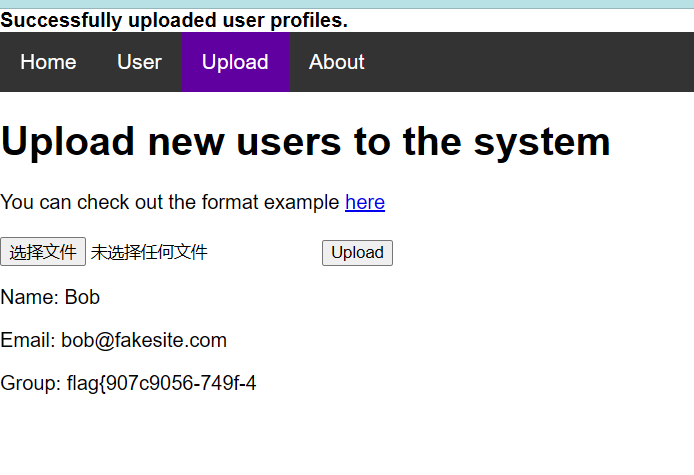 Successfully uploaded user profiles.
Home User Upload About
Upload new users to the system
You can check out the format example here
选择文件 未选择任何文件 Upload
Name: Bob
Email: bob@fakesite.com
Group: flag{907c9056-749f-4